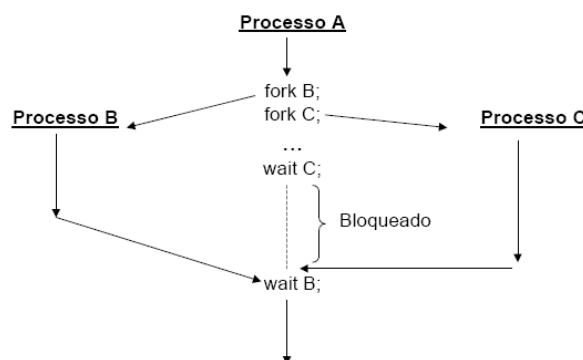 Processo A
fork B;
Processo B
fork C;
Processo C
...
wait C;
Bloqueado
wait B;